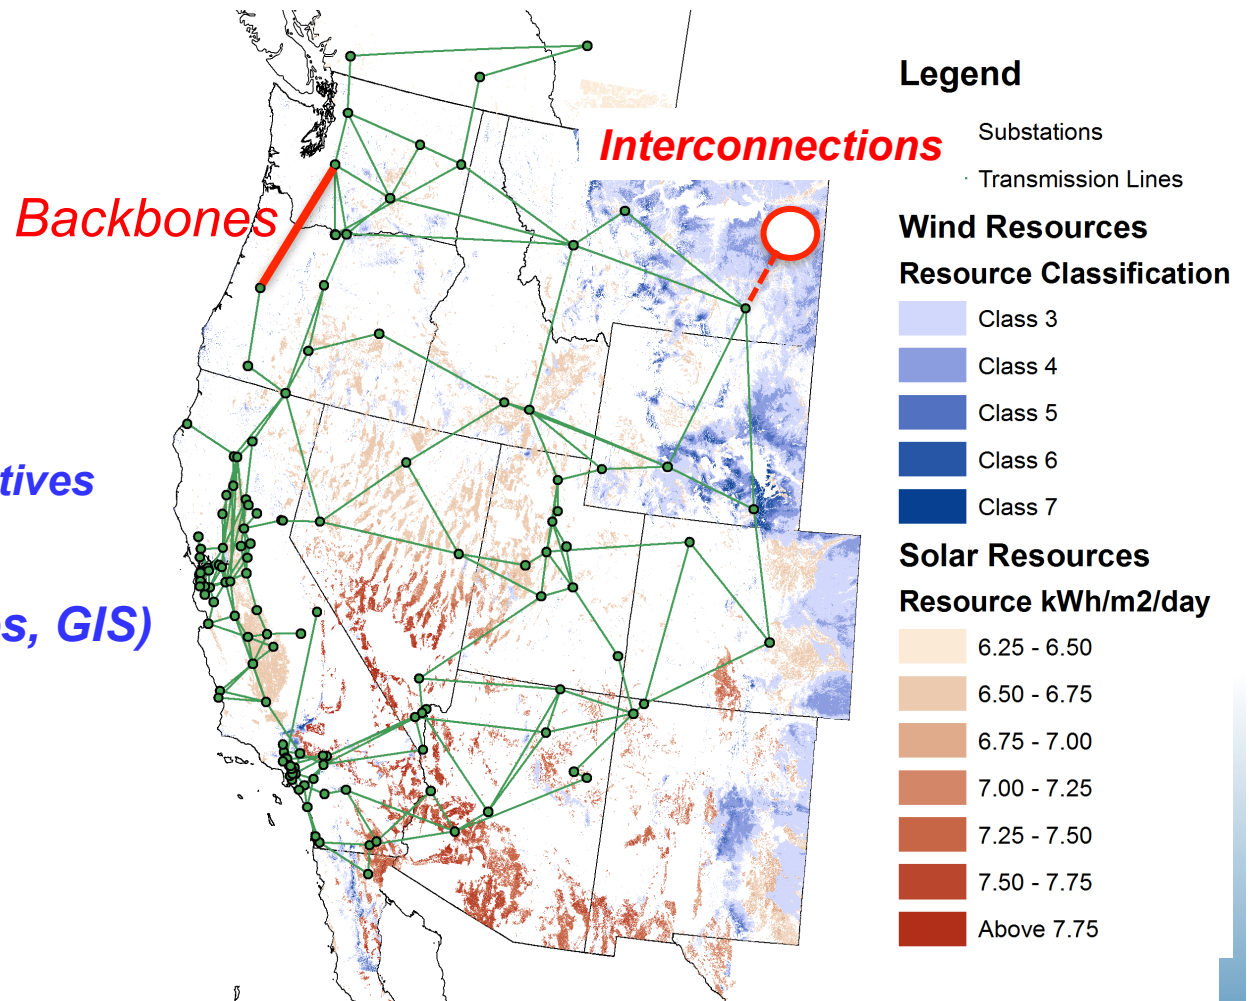 Legend
Substations
Interconnections
Transmission Lines
Backbones
Wind Resources
Resource Classification
Class 3
Class 4
Class 5
Class 6
Class 7
tives
s, GIS)
Solar Resources
Resource kWh/m2/day
6.25 - 6.50
6.50 - 6.75
6.75 - 7.00
7.00 - 7.25
7.25 - 7.50
7.50 - 7.75
Above 7.75